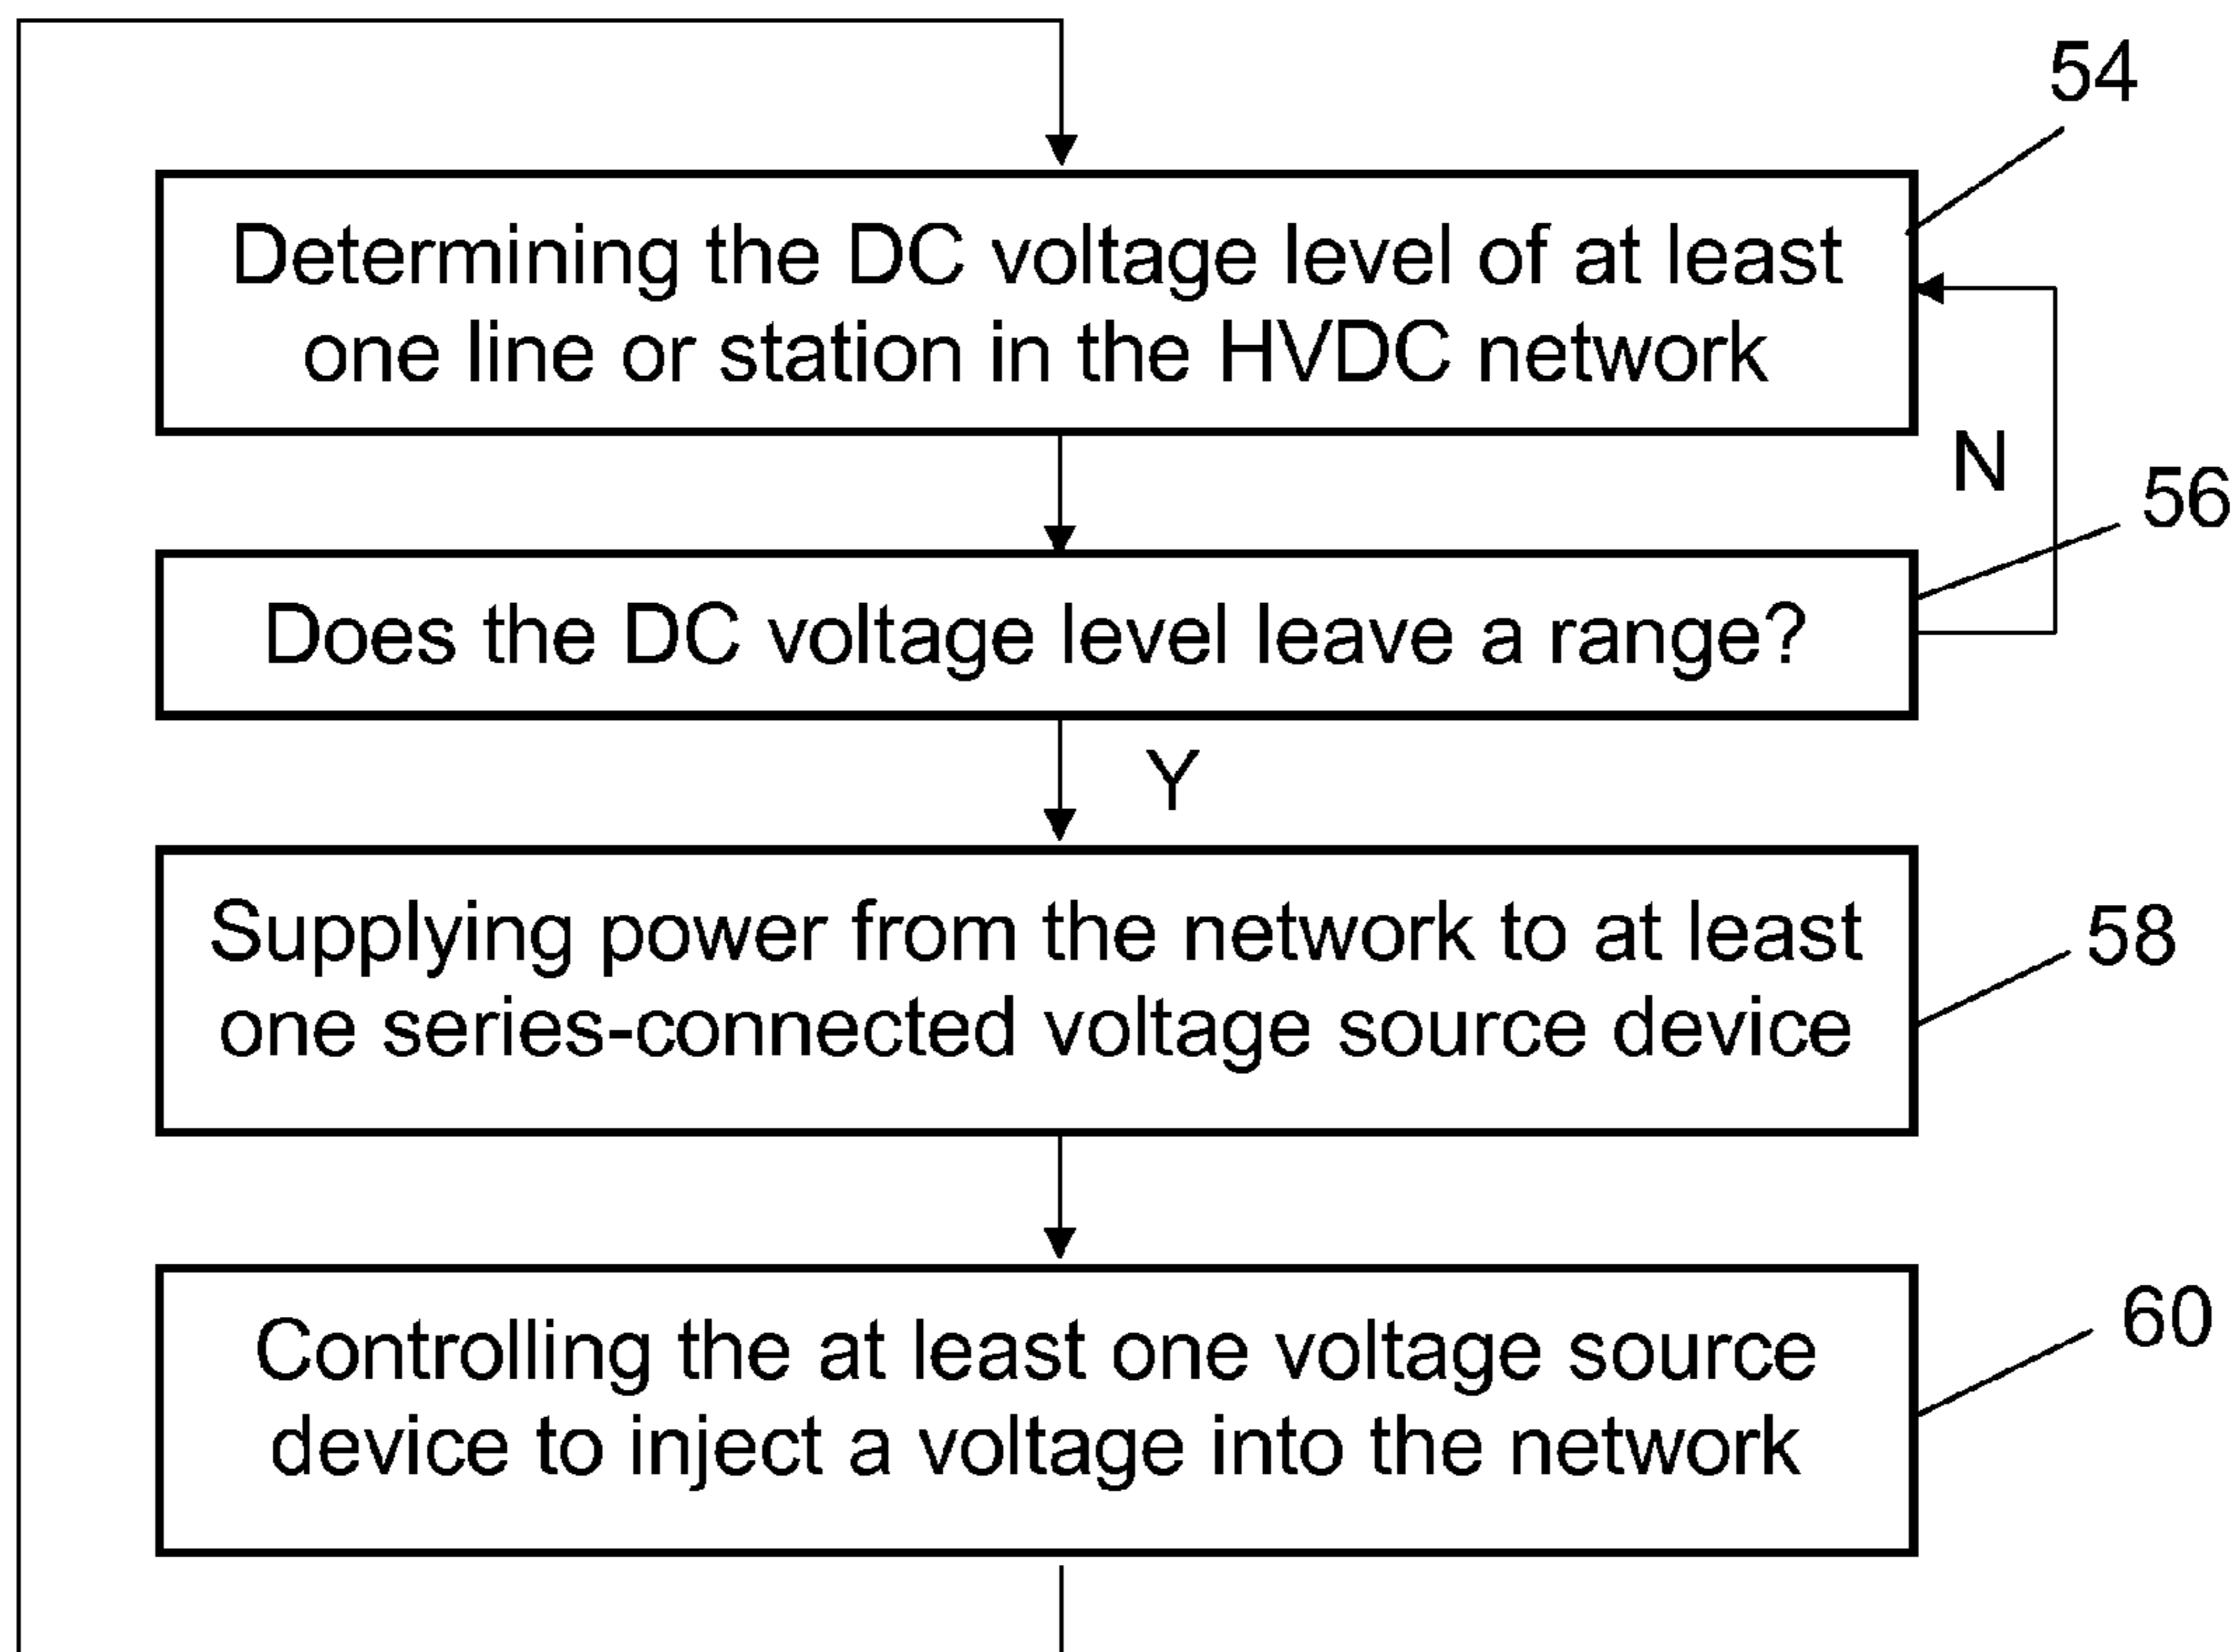 54
Determining the DC voltage level of at least
one line or station in the HVDC network
N
56
Does the DC voltage level leave a range?
Y
Supplying power from the network to at least
one series-connected voltage source device
58
Controlling the at least one voltage source
device to inject a voltage into the network
60